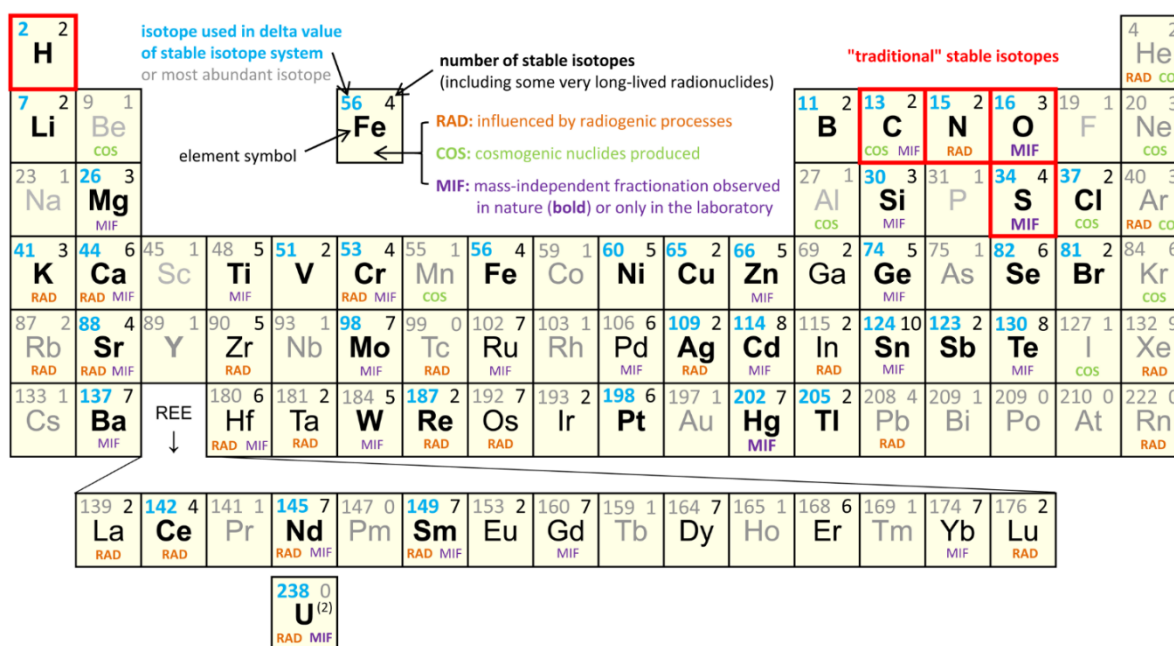 2 2
H
isotope used in delta value
of stable isotope system
or most abundant isotope
number of stable isotopes
(including some very long-lived radionuclides)
"traditional" stable isotopes
4
He
RAD CO
7 2
Li
9 1
Be
COS
56 4
Fe
element symbol
RAD: influenced by radiogenic processes
COS: cosmogenic nuclides produced
MIF: mass-independent fractionation observed
in nature (bold) or only in the laboratory
11 2
B
13 2
C
COS MIF
15 2
N
RAD
16 3
O
MIF
19 1
F
20
Ne
COS
23 1
Na
26 3
Mg
MIF
27 1
Al
COS
30 3
Si
MIF
31 1
P
34 4
S
MIF
37 2
Cl
COS
40
Ar
RAD CO
41 3
K
RAD
44 6
Ca
RAD MIF
45 1
Sc
48 5
Ti
MIF
51 2
V
53 4
Cr
RAD MIF
55 1
Mn
COS
56 4
Fe
59 1
Co
60 5
Ni
65 2
Cu
66 5
Zn
MIF
69 2
Ga
74 5
Ge
MIF
75 1
As
82 6
Se
81 2
Br
84
Kr
COS
87 2
Rb
88 4
Sr
RAD
89 1
Y
90 5
Zr
RAD
93 1
Nb
98 7
Mo
MIF
99 0
Tc
RAD
102 7
Ru
MIF
103 1
Rh
106 6
Pd
MIF
109 2
Ag
RAD
114 8
Cd
MIF
115 2
In
RAD
124 10
Sn
MIF
123 2
Sb
130 8
Te
MIF
127 1
I
COS
132
Xe
RAD
133 1
Cs
137 7
Ba
MIF
REE
↓
180 6
Hf
RAD MIF
181 2
Ta
RAD
184 5
W
MIF
187 2
Re
RAD
192 7
Os
RAD
193 2
Ir
198 6
Pt
197 1
Au
202 7
Hg
MIF
205 2
Tl
208 4
Pb
RAD
209 1
Bi
209 0
Po
210 0
At
222
Rn
RAD
139 2
La
RAD
142 4
Ce
RAD
141 1
Pr
145 7
Nd
RAD MIF
147 0
Pm
149 7
Sm
RAD MIF
153 2
Eu
160 7
Gd
MIF
159 1
Tb
164 7
Dy
165 1
Ho
168 6
Er
169 1
Tm
174 7
Yb
MIF
176 2
Lu
RAD
238 0
U (2)
RAD MIF